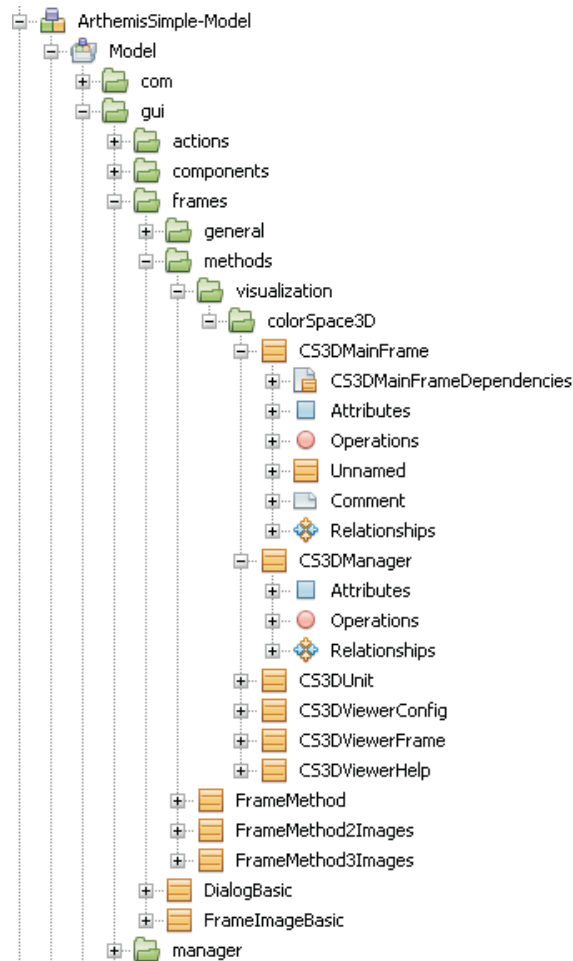 ArthemisSimple-Model
Model
com
gui
actions
components
frames
general
methods
visualization
colorSpace3D
CS3DMainFrame
CS3DMainFrameDependencies
Attributes
Operations
Unnamed
Comment
Relationships
CS3DManager
Attributes
Operations
Relationships
CS3DUnit
CS3DViewerConfig
CS3DViewerFrame
CS3DViewerHelp
FrameMethod
FrameMethod2Images
FrameMethod3Images
DialogBasic
FrameImageBasic
manager